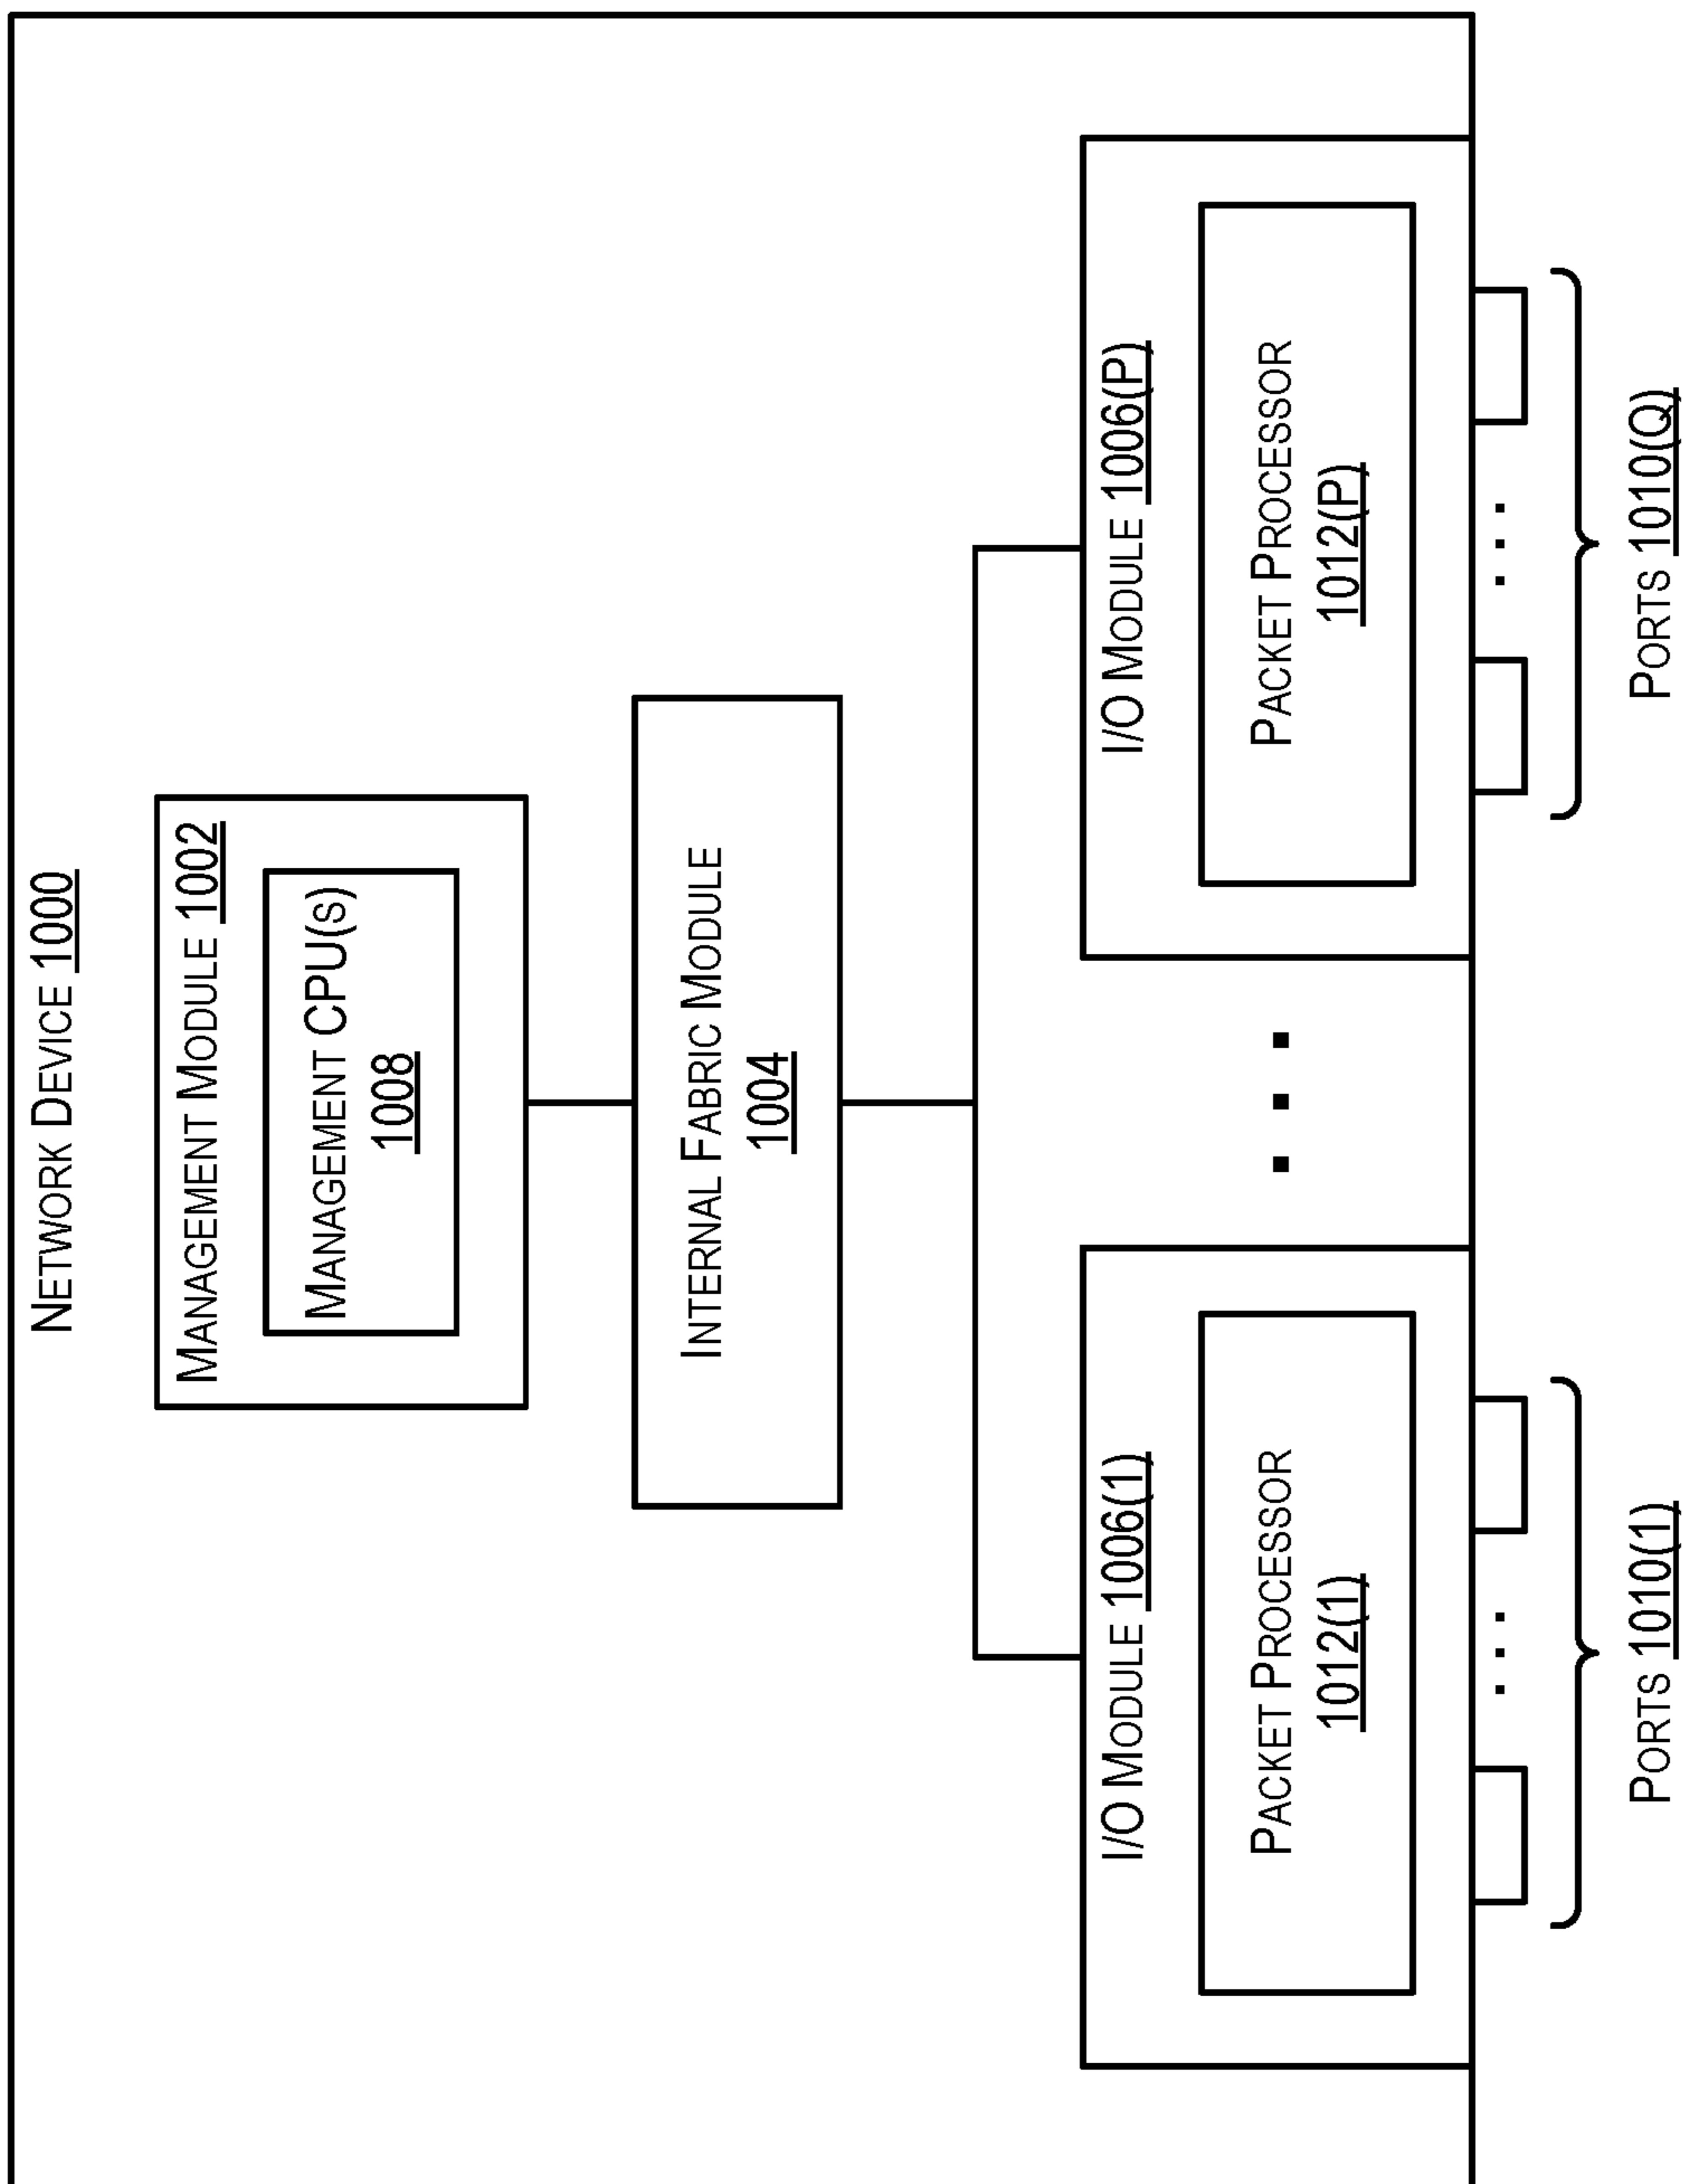 NETWORK DEVICE 1000
MANAGEMENT MODULE 1002
MANAGEMENT CPU(S)
1008
INTERNAL FABRIC MODULE
1004
I/O MODULE 1006(1)
PACKET PROCESSOR
1012(1)
PORTS 1010(1)
I/O MODULE 1006(P)
PACKET PROCESSOR
1012(P)
PORTS 1010(Q)